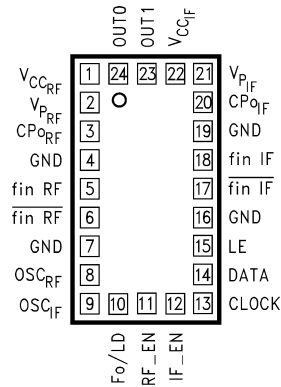 OUT0 OUT1 VCCIF
VCCRF 1 24 23 22 21 VPIF
VPRF 2 20 CPoIF
CPoRF 3 19 GND
GND 4 18 fin IF
fin RF 5 17 fin IF
fin RF 6 16 GND
GND 7 15 LE
OSCRF 8 14 DATA
OSCIF 9 10 11 12 13 CLOCK
Fo/LD RF_EN IF_EN